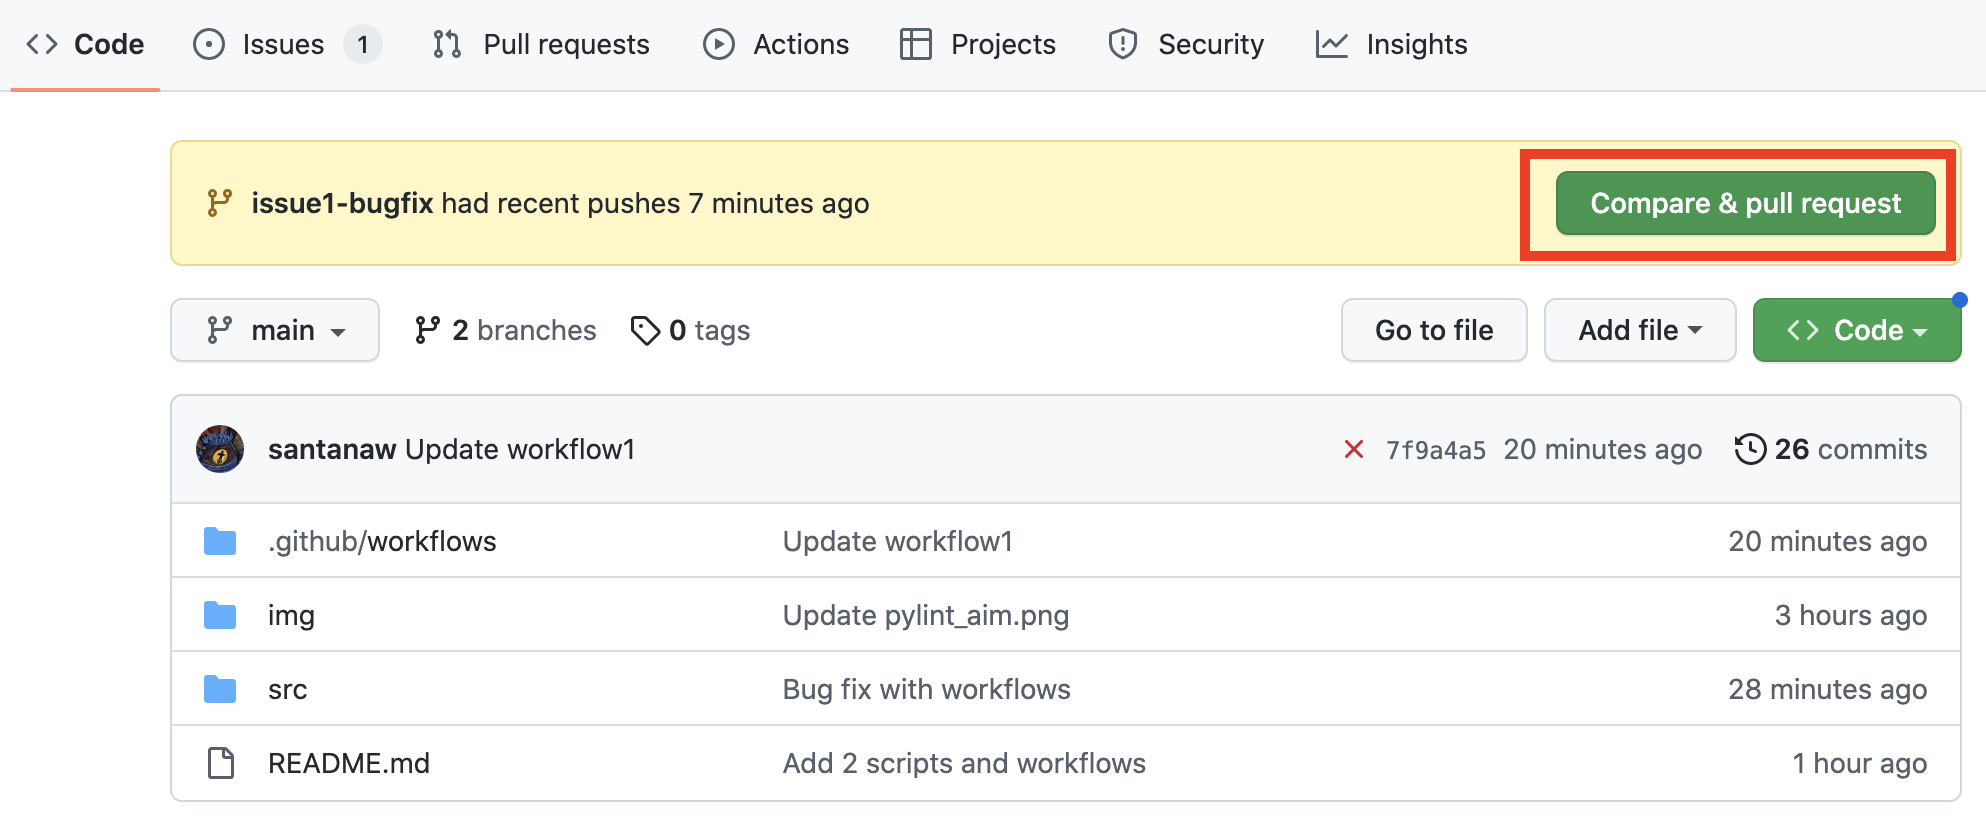 Code Issues 1 Pull requests Actions Projects Security Insights
issue1-bugfix had recent pushes 7 minutes ago Compare & pull request
main 2 branches 0 tags Go to file Add file Code
santanaw Update workflow1 7f9a4a5 20 minutes ago 26 commits
.github/workflows Update workflow1 20 minutes ago
img Update pylint_aim.png 3 hours ago
src Bug fix with workflows 28 minutes ago
README.md Add 2 scripts and workflows 1 hour ago